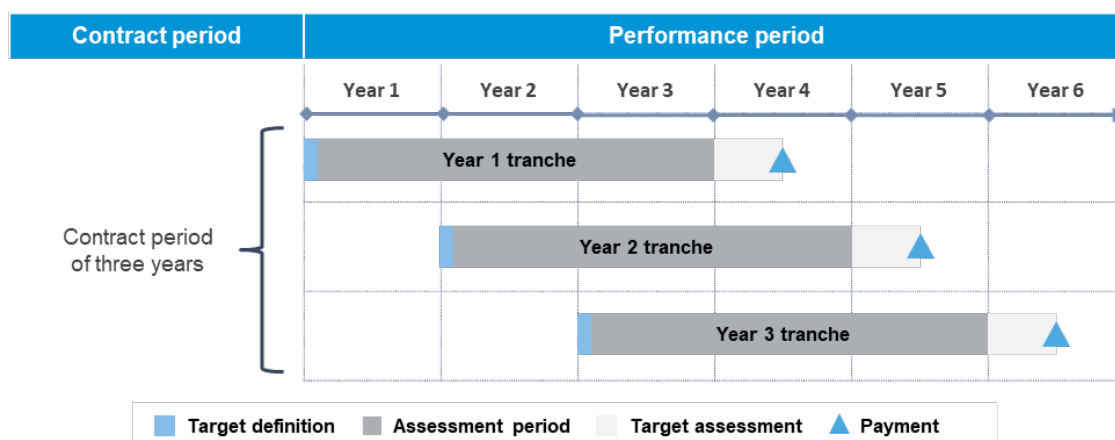 Contract period
Performance period
Year 1
Year 2
Year 3
Year 4
Year 5
Year 6
Year 1 tranche
Contract period
of three years
Year 2 tranche
Year 3 tranche
Target definition
Assessment period
Target assessment
Payment